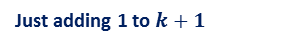 Just adding 1 to k + 1